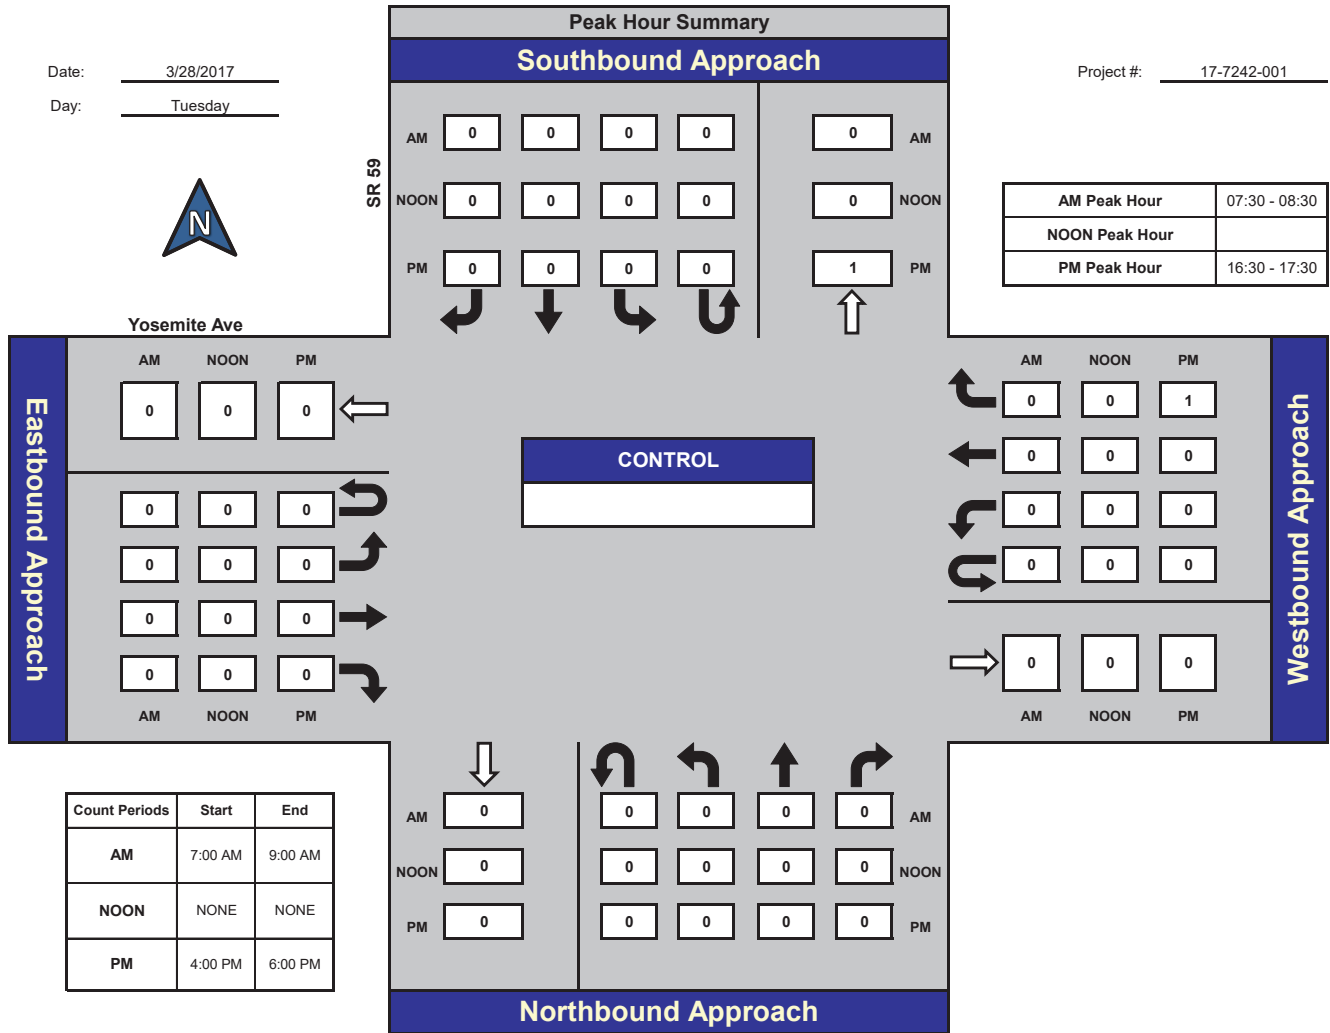 Peak Hour Summary
Southbound Approach
Date: 3/28/2017
Day: Tuesday
Project #: 17-7242-001
N
SR 59
AM 0 0 0 0 0 AM
NOON 0 0 0 0 0 NOON
PM 0 0 0 0 1 PM
AM Peak Hour 07:30 - 08:30
NOON Peak Hour
PM Peak Hour 16:30 - 17:30
Yosemite Ave
Eastbound Approach
AM NOON PM
0 0 0
0 0 0
0 0 0
0 0 0
0 0 0
AM NOON PM
CONTROL
AM NOON PM
0 0 1
0 0 0
0 0 0
0 0 0
0 0 0
AM NOON PM
Westbound Approach
Count Periods Start End
AM 7:00 AM 9:00 AM
NOON NONE NONE
PM 4:00 PM 6:00 PM
AM 0 0 0 0 0 AM
NOON 0 0 0 0 0 NOON
PM 0 0 0 0 0 PM
Northbound Approach